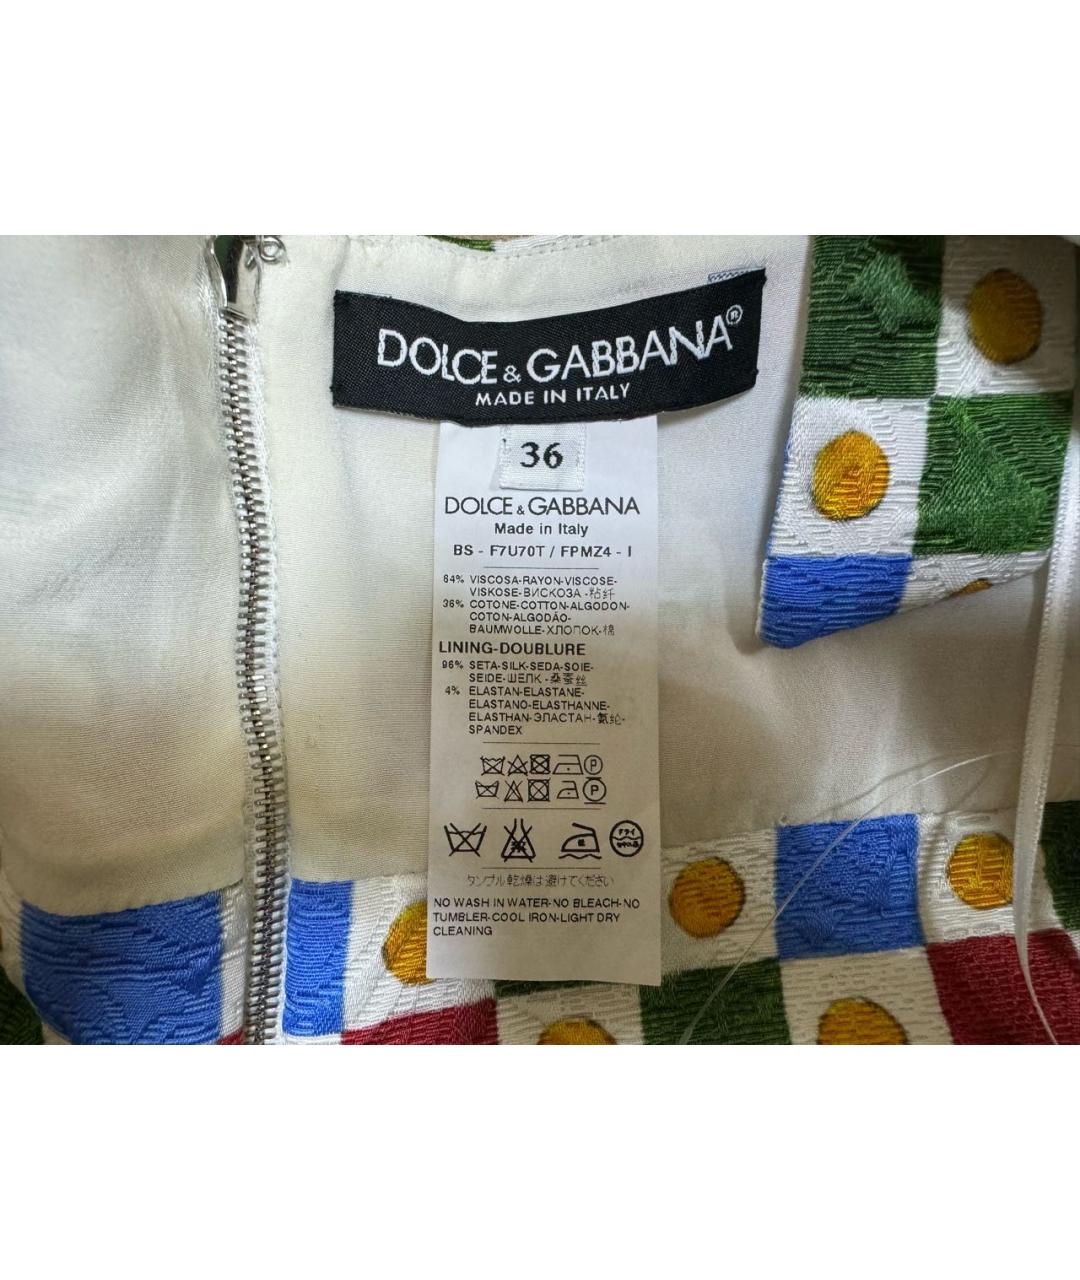 DOLCE & GABBANA®
MADE IN ITALY
36
DOLCE & GABBANA
Made in Italy
BS - F7U70T / FPMZ4 - I
64% VISCOSA-RAYON-VISCOSE-
VISKOSE-ВИСКОЗА -粘纤
36% COTONE-COTTON-ALGODON-
COTON-ALGODÃO-
BAUMWOLLE-ХЛОПОК-棉
LINING-DOUBLURE
96% SETA-SILK-SEDA-SOIE-
SEIDE-ШЕЛК -桑蚕丝
4% ELASTAN-ELASTANE-
ELASTANO-ELASTHANNE-
ELASTHAN-ЭЛАСТАН-氨纶-
SPANDEX
P
P
ドライ
タンブル乾燥は避けてください
NO WASH IN WATER-NO BLEACH-NO
TUMBLER-COOL IRON-LIGHT DRY
CLEANING